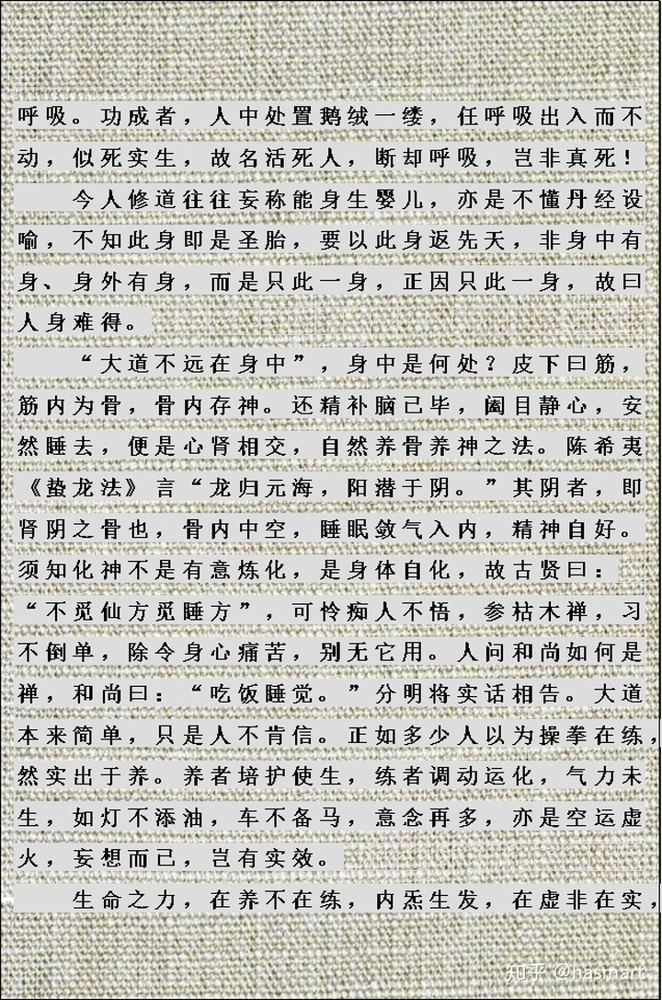 呼吸。功成者，人中处置鹅绒一缕，任呼吸出入而不
动，似死实生，故名活死人，断却呼吸，岂非真死！
今人修道往往妄称能身生婴儿，亦是不懂丹经设
喻，不知此身即是圣胎，要以此身返先天，非身中有
身、身外有身，而是只此一身，正因只此一身，故曰
人身难得。
“大道不远在身中”，身中是何处？皮下曰筋，
筋内为骨，骨内存神。还精补脑已毕，阖目静心，安
然睡去，便是心肾相交，自然养骨养神之法。陈希夷
《蛰龙法》言“龙归元海，阳潜于阴。”其阴者，即
肾阴之骨也，骨内中空，睡眠敛气入内，精神自好。
须知化神不是有意炼化，是身体自化，故古贤曰：
“不觅仙方觅睡方”，可怜痴人不悟，参枯木禅，习
不倒单，除令身心痛苦，别无它用。人问和尚如何是
禅，和尚曰：“吃饭睡觉。”分明将实话相告。大道
本来简单，只是人不肯信。正如多少人以为操拳在练，
然实出于养。养者培护使生，练者调动运化，气力未
生，如灯不添油，车不备马，意念再多，亦是空运虚
火，妄想而已，岂有实效。
生命之力，在养不在练，内炁生发，在虚非在实，
知乎 @hasmart